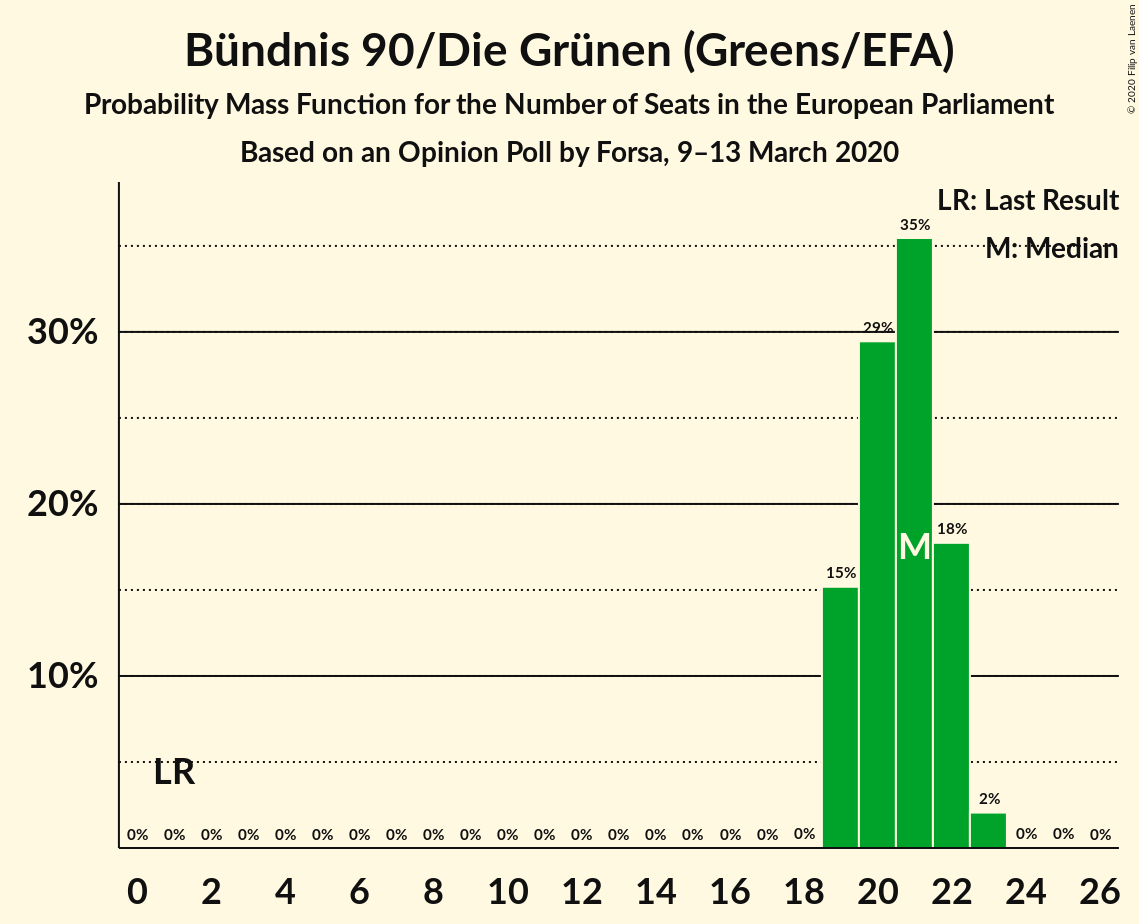 Bündnis 90/Die Grünen (Greens/EFA)
Probability Mass Function for the Number of Seats in the European Parliament
Based on an Opinion Poll by Forsa, 9–13 March 2020
© 2020 Filip van Laenen
LR: Last Result
M: Median
35%
30%
29%
20%
18%
M
15%
10%
LR
2%
0% 0% 0% 0% 0% 0% 0% 0% 0% 0% 0% 0% 0% 0% 0% 0% 0% 0% 0% 0% 0% 0%
0 2 4 6 8 10 12 14 16 18 20 22 24 26